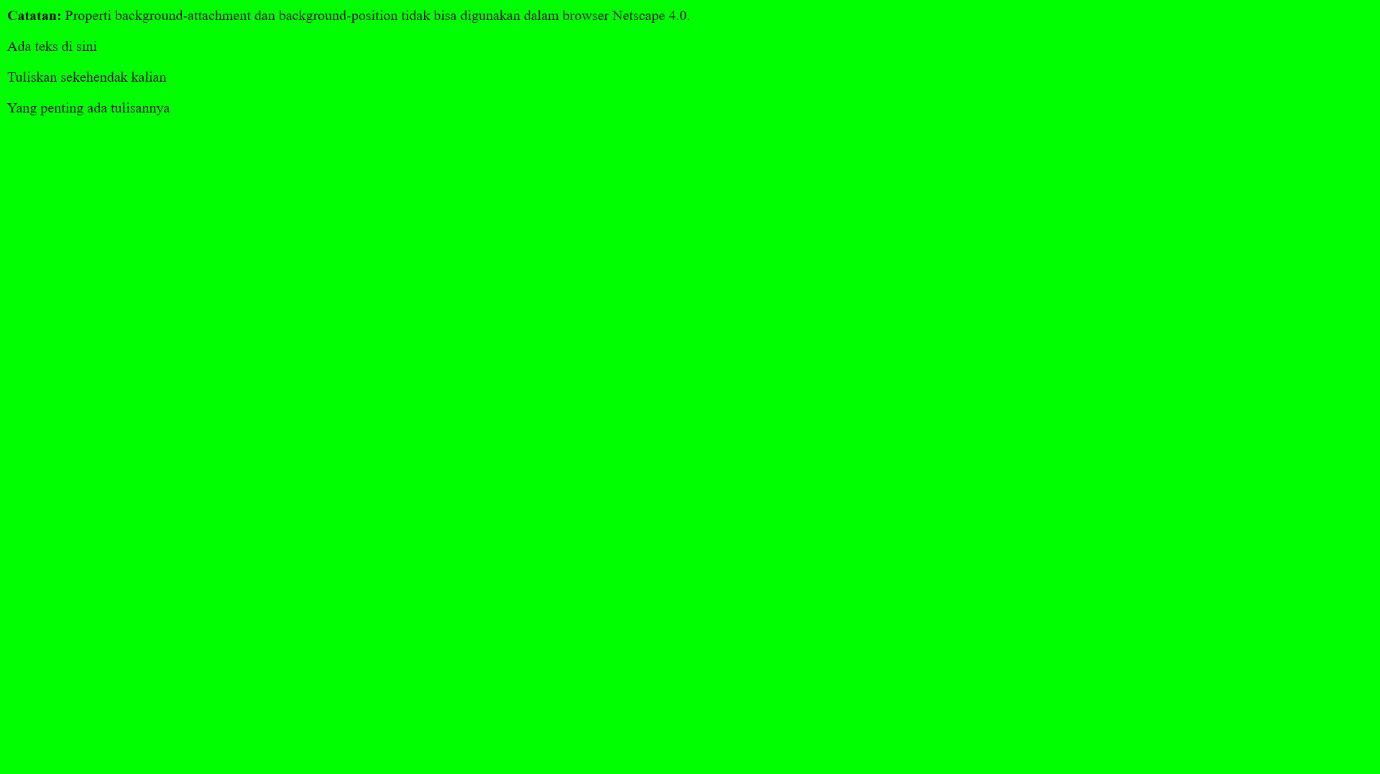 Catatan: Properti background-attachment dan background-position tidak bisa digunakan dalam browser Netscape 4.0.
Ada teks di sini
Tuliskan sekehendak kalian
Yang penting ada tulisannya